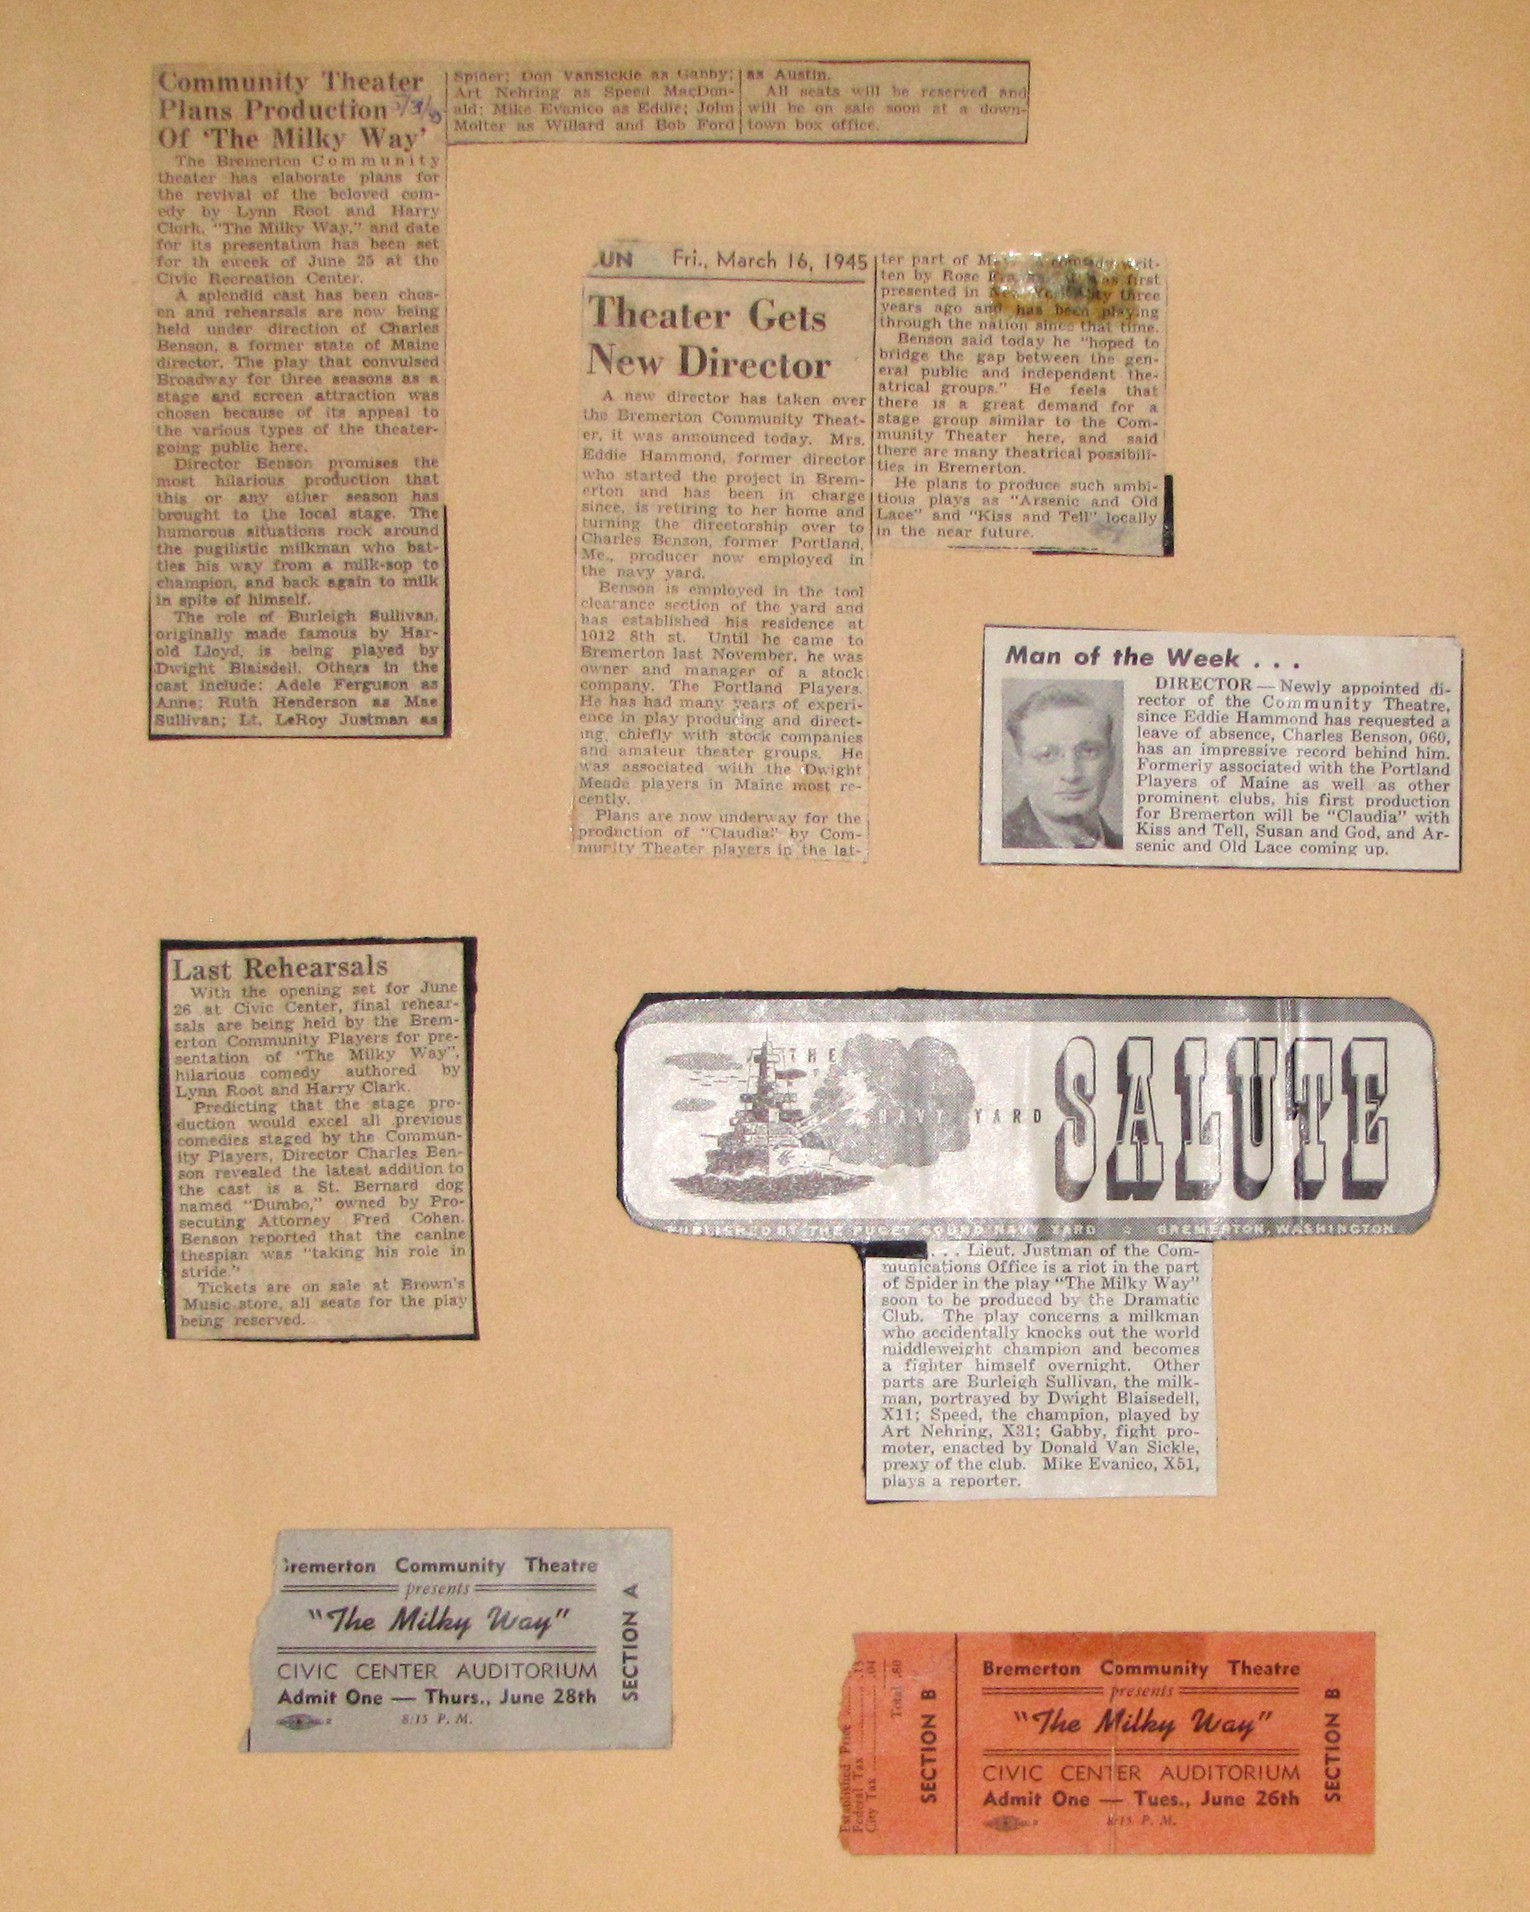 Community Theater
Plans Production
Of 'The Milky Way'
The Bremerton Community
theater has elaborate plans for
the revival of the beloved com-
edy by Lynn Root and Harry
Clork, "The Milky Way," and date
for its presentation has been set
for th eweek of June 25 at the
Civic Recreation Center.
A splendid cast has been chos-
en and rehearsals are now being
held under direction of Charles
Benson, a former state of Maine
director. The play that convulsed
Broadway for three seasons as a
stage and screen attraction was
chosen because of its appeal to
the various types of the theater-
going public here.
Director Benson promises the
most hilarious production that
this or any other season has
brought to the local stage. The
humorous situations rock around
the pugilistic milkman who bat-
tles his way from a milk-sop to
champion, and back again to milk
in spite of himself.
The role of Burleigh Sullivan,
originally made famous by Har-
old Lloyd, is being played by
Dwight Blaisdell. Others in the
cast include: Adele Ferguson as
Anne; Ruth Henderson as Mae
Sullivan; Lt. LeRoy Justman as
Spider; Don VanSickle as Gabby;
Art Nehring as Speed MacDon-
ald; Mike Evanico as Eddie; John
Molter as Willard and Bob Ford
as Austin.
All seats will be reserved and
will be on sale soon at a down-
town box office.
UN Fri., March 16, 1945
Theater Gets
New Director
A new director has taken over
the Bremerton Community Theat-
er, it was announced today. Mrs.
Eddie Hammond, former director
who started the project in Brem-
erton and has been in charge
since, is retiring to her home and
turning the directorship over to
Charles Benson, former Portland,
Me., producer now employed in
the navy yard.
Benson is employed in the tool
clearance section of the yard and
has established his residence at
1012 8th st. Until he came to
Bremerton last November, he was
owner and manager of a stock
company, The Portland Players.
He has had many years of experi-
ence in play producing and direct-
ing, chiefly with stock companies
and amateur theater groups. He
was associated with the Dwight
Meade players in Maine most re-
cently.
Plans are now underway for the
production of "Claudia" by Com-
munity Theater players in the lat-
ter part of A comedy writ-
ten by Rose was first
presented in three
years ago and has been playing
through the nation since that time.
Benson said today he "hoped to
bridge the gap between the gen-
eral public and independent the-
atrical groups." He feels that
there is a great demand for a
stage group similar to the Com-
munity Theater here, and said
there are many theatrical possibili-
ties in Bremerton.
He plans to produce such ambi-
tious plays as "Arsenic and Old
Lace" and "Kiss and Tell" locally
in the near future.
Man of the Week . . .
DIRECTOR — Newly appointed di-
rector of the Community Theatre,
since Eddie Hammond has requested a
leave of absence, Charles Benson, 060,
has an impressive record behind him.
Formerly associated with the Portland
Players of Maine as well as other
prominent clubs, his first production
for Bremerton will be "Claudia" with
Kiss and Tell, Susan and God, and Ar-
senic and Old Lace coming up.
Last Rehearsals
With the opening set for June
26 at Civic Center, final rehear-
sals are being held by the Brem-
erton Community Players for pre-
sentation of "The Milky Way",
hilarious comedy authored by
Lynn Root and Harry Clark.
Predicting that the stage pro-
duction would excel all previous
comedies staged by the Commun-
ity Players, Director Charles Ben-
son revealed the latest addition to
the cast is a St. Bernard dog
named "Dumbo," owned by Pro-
secuting Attorney Fred Cohen.
Benson reported that the canine
thespian was "taking his role in
stride."
Tickets are on sale at Brown's
Music store, all seats for the play
being reserved.
THE
NAVY YARD
SALUTE
PUBLISHED BY THE PUGET SOUND NAVY YARD ☆ BREMERTON, WASHINGTON
. . . Lieut. Justman of the Com-
munications Office is a riot in the part
of Spider in the play "The Milky Way"
soon to be produced by the Dramatic
Club. The play concerns a milkman
who accidentally knocks out the world
middleweight champion and becomes
a fighter himself overnight. Other
parts are Burleigh Sullivan, the milk-
man, portrayed by Dwight Blaisedell,
X11; Speed, the champion, played by
Art Nehring, X31; Gabby, fight pro-
moter, enacted by Donald Van Sickle,
prexy of the club. Mike Evanico, X51,
plays a reporter.
Bremerton Community Theatre
presents
"The Milky Way"
CIVIC CENTER AUDITORIUM
Admit One — Thurs., June 28th
8:15 P. M.
SECTION A
Established Price .13
Federal Tax
City Tax .04
Total .80
SECTION B
Bremerton Community Theatre
presents
"The Milky Way"
CIVIC CENTER AUDITORIUM
Admit One — Tues., June 26th
8:15 P. M.
SECTION B